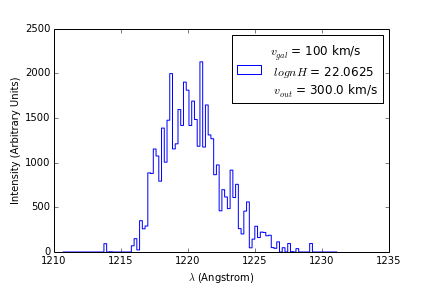 v_gal = 100 km/s
lognH = 22.0625
v_out = 300.0 km/s
Intensity (Arbitrary Units)
2500
2000
1500
1000
500
0
1210 1215 1220 1225 1230 1235
λ (Angstrom)